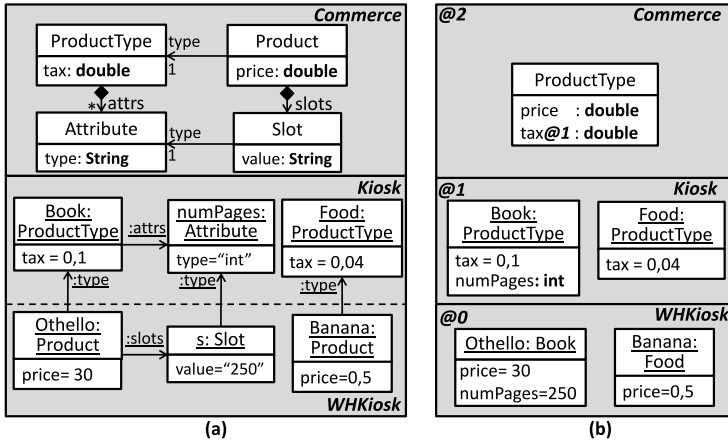 Commerce
ProductType
tax: double
type
1
Product
price: double
*
attrs
slots
Attribute
type: String
type
1
Slot
value: String
Kiosk
Book:
ProductType
tax = 0,1
:attrs
numPages:
Attribute
type="int"
Food:
ProductType
tax = 0,04
:type
:type
:type
Othello:
Product
price= 30
:slots
s: Slot
value="250"
Banana:
Product
price=0,5
WHKiosk
(a)
@2
Commerce
ProductType
price : double
tax@1 : double
@1
Kiosk
Book:
ProductType
tax = 0,1
numPages: int
Food:
ProductType
tax = 0,04
@0
WHKiosk
Othello: Book
price= 30
numPages=250
Banana:
Food
price=0,5
(b)